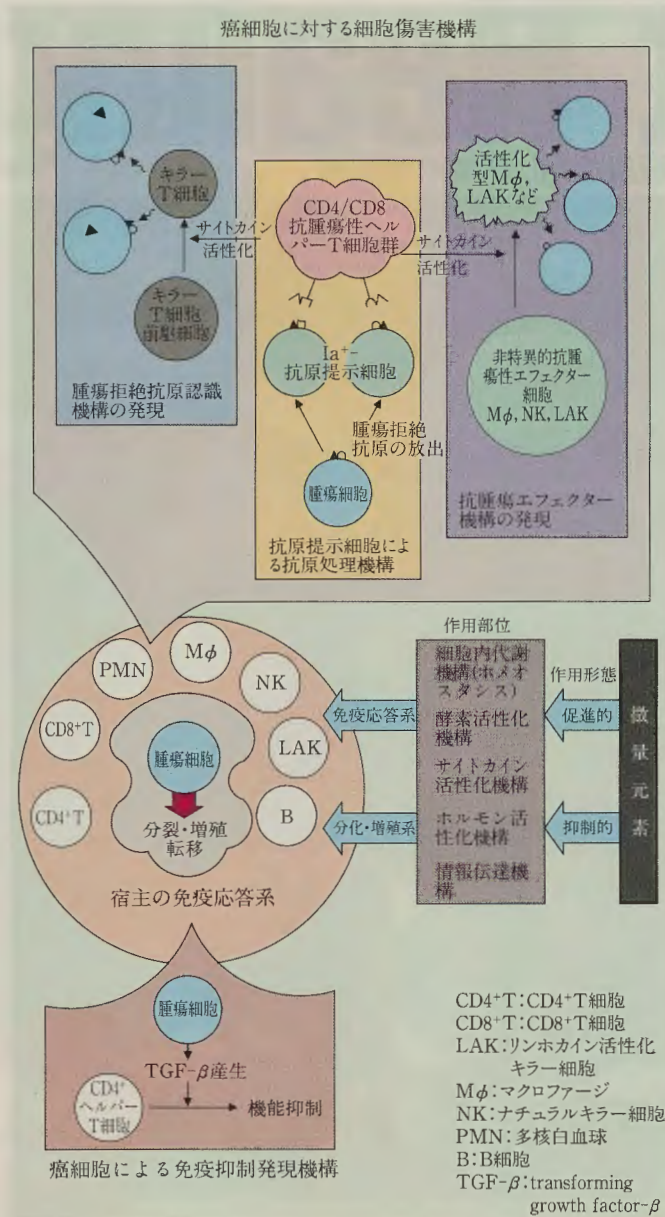 癌細胞に対する細胞傷害機構
キラー
T細胞
キラー
T細胞
前駆細胞
腫瘍拒絶抗原認識
機構の発現
サイトカイン
活性化
CD4/CD8
抗腫瘍性ヘル
パーT細胞群
サイトカイン
活性化
Ia⁺-
抗原提示細胞
腫瘍拒絶
抗原の放出
腫瘍細胞
抗原提示細胞によ
る抗原処理機構
活性化
型Mφ,
LAKなど
非特異的抗腫
瘍性エフェクター
細胞
Mφ, NK, LAK
抗腫瘍エフェクター
機構の発現
CD4⁺T
CD8⁺T
PMN
Mφ
NK
LAK
B
腫瘍細胞
分裂・増殖
転移
宿主の免疫応答系
免疫応答系
分化・増殖系
作用部位
細胞内代謝
機構(ホメオ
スタシス)
酵素活性化
機構
サイトカイン
活性化機構
ホルモン活
性化機構
情報伝達機
構
作用形態
促進的
抑制的
微量元素
腫瘍細胞
TGF-β産生
CD4⁺
ヘルパー
T細胞
機能抑制
癌細胞による免疫抑制発現機構
CD4⁺T:CD4⁺T細胞
CD8⁺T:CD8⁺T細胞
LAK:リンホカイン活性化
キラー細胞
Mφ:マクロファージ
NK:ナチュラルキラー細胞
PMN:多核白血球
B:B細胞
TGF-β:transforming
growth factor-β